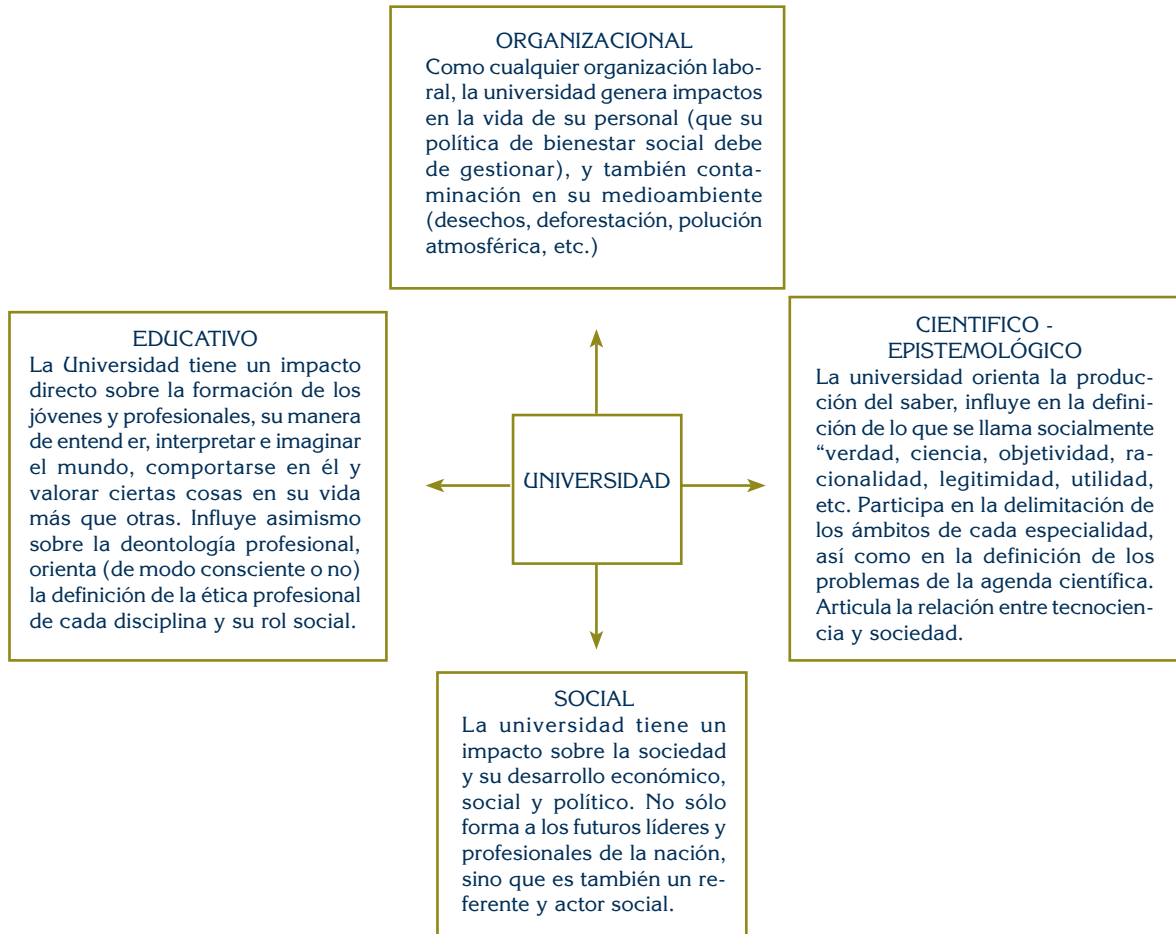 ORGANIZACIONAL
Como cualquier organización labo-
ral, la universidad genera impactos
en la vida de su personal (que su
política de bienestar social debe
de gestionar), y también conta-
minación en su medioambiente
(desechos, deforestación, polución
atmosférica, etc.)
EDUCATIVO
La Universidad tiene un impacto
directo sobre la formación de los
jóvenes y profesionales, su manera
de entend er, interpretar e imaginar
el mundo, comportarse en él y
valorar ciertas cosas en su vida
más que otras. Influye asimismo
sobre la deontología profesional,
orienta (de modo consciente o no)
la definición de la ética profesional
de cada disciplina y su rol social.
UNIVERSIDAD
CIENTIFICO -
EPISTEMOLÓGICO
La universidad orienta la produc-
ción del saber, influye en la defini-
ción de lo que se llama socialmente
“verdad, ciencia, objetividad, ra-
cionalidad, legitimidad, utilidad,
etc. Participa en la delimitación de
los ámbitos de cada especialidad,
así como en la definición de los
problemas de la agenda científica.
Articula la relación entre tecnocien-
cia y sociedad.
SOCIAL
La universidad tiene un
impacto sobre la sociedad
y su desarrollo económico,
social y político. No sólo
forma a los futuros líderes y
profesionales de la nación,
sino que es también un re-
ferente y actor social.